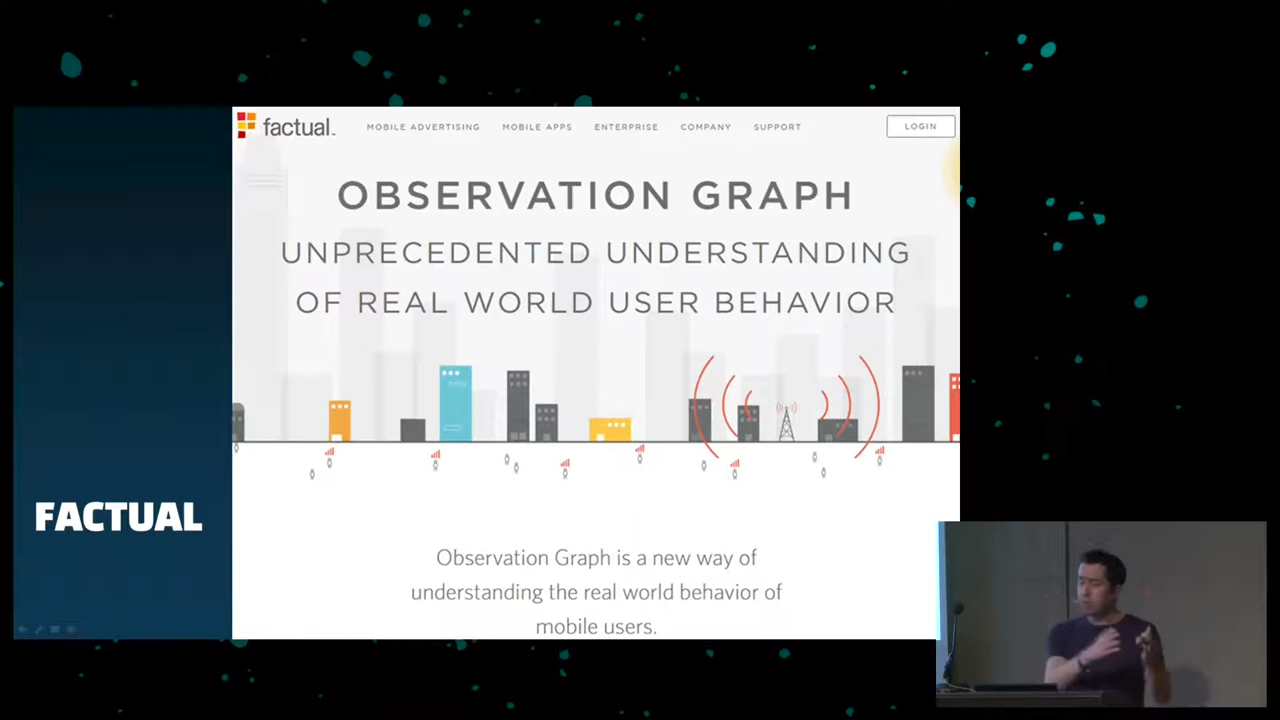 factual
MOBILE ADVERTISING MOBILE APPS ENTERPRISE COMPANY SUPPORT LOGIN
OBSERVATION GRAPH
UNPRECEDENTED UNDERSTANDING
OF REAL WORLD USER BEHAVIOR
FACTUAL
Observation Graph is a new way of
understanding the real world behavior of
mobile users.